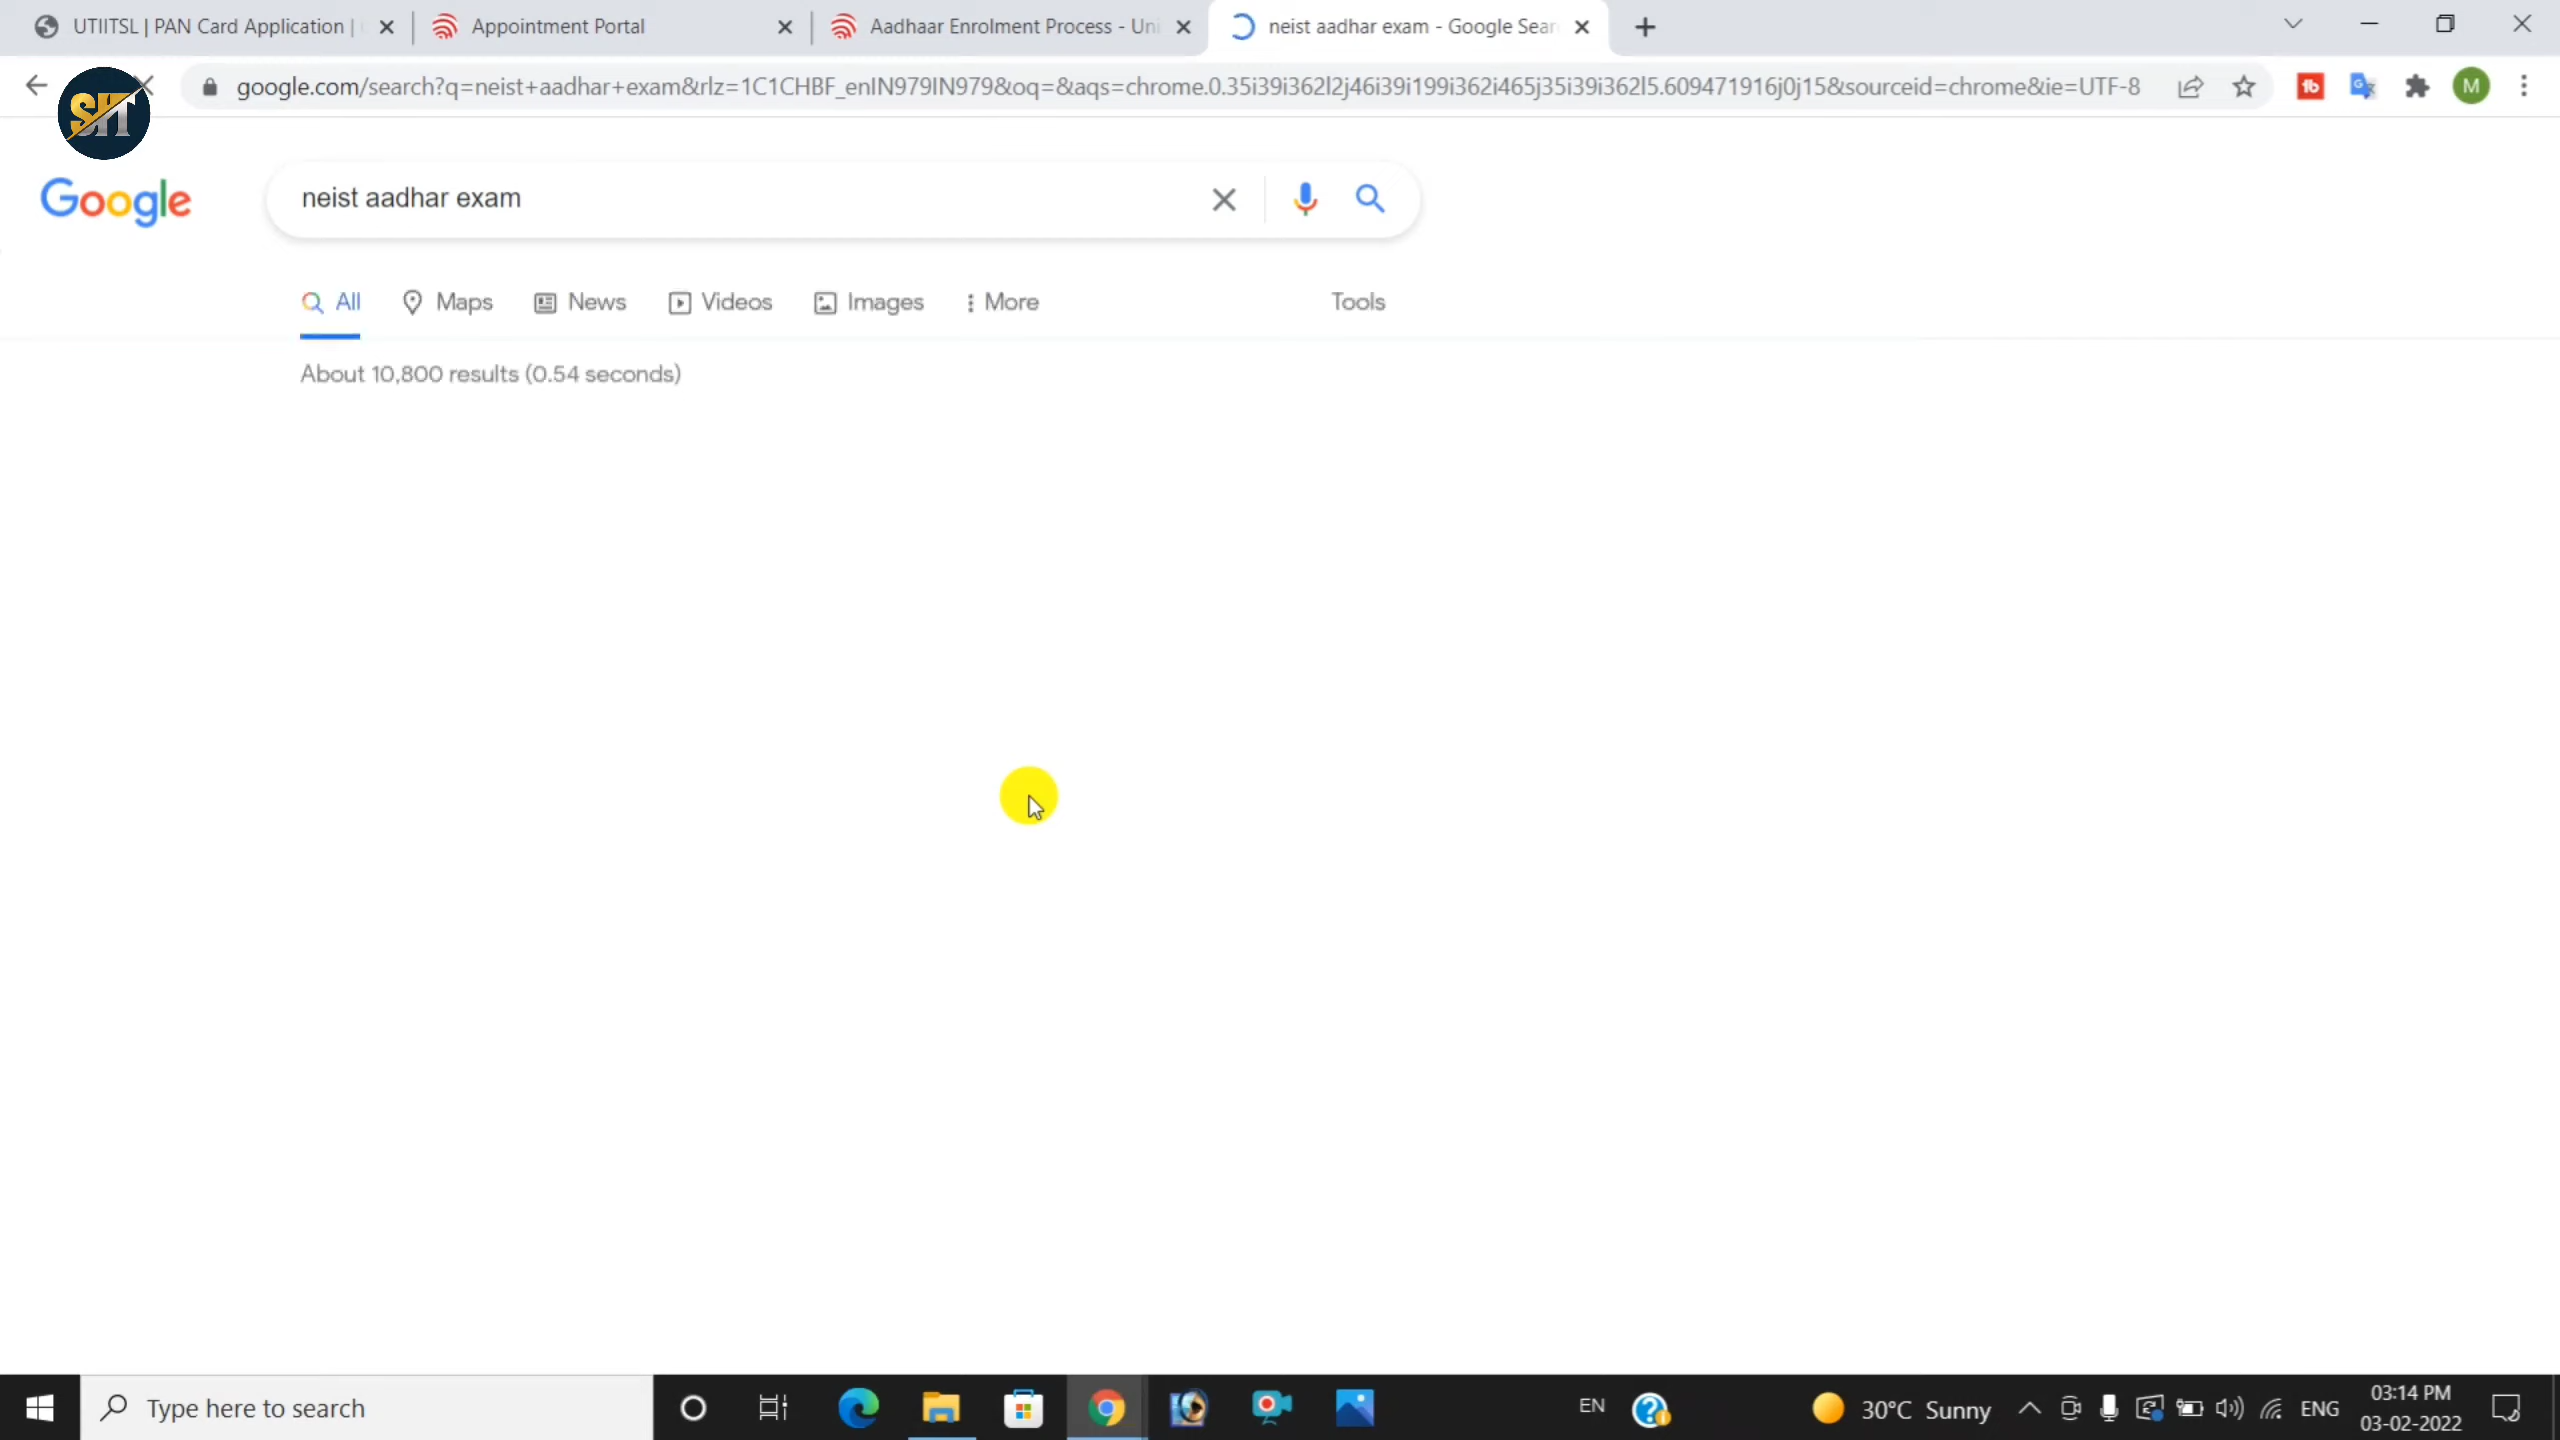 UTIITSL | PAN Card Application |
Appointment Portal
Aadhaar Enrolment Process - Uni
neist aadhar exam - Google Sear
SHT
google.com/search?q=neist+aadhar+exam&rlz=1C1CHBF_enIN979IN979&oq=&aqs=chrome.0.35i39i362l2j46i39i199i362i465j35i39i362l5.609471916j0j15&sourceid=chrome&ie=UTF-8
M
Google
neist aadhar exam
All
Maps
News
Videos
Images
More
Tools
About 10,800 results (0.54 seconds)
Type here to search
EN
30°C Sunny
ENG
03:14 PM
03-02-2022